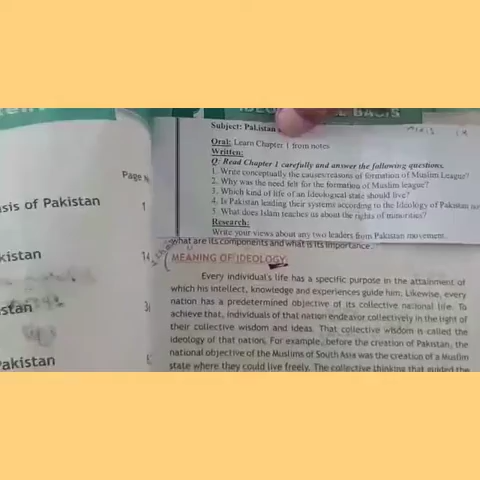 BASIS
Subject: Pakistan
Oral: Learn Chapter 1 from notes
Written:
Q: Read Chapter 1 carefully and answer the following questions.
1. Write conceptually the causes/reasons of formation of Muslim League?
2. Why was the need felt for the formation of Muslim league?
3. Which kind of life of an Ideological state should live?
4. Is Pakistan leading their systems according to the Ideology of Pakistan
5. What does Islam teaches us about the rights of minorities?
Research:
Write your views about any two leaders from Pakistan movement.
what are its components and what is its importance.
MEANING OF IDEOLOGY
Every individual's life has a specific purpose in the attainment of
which his intellect, knowledge and experiences guide him. Likewise, every
nation has a predetermined objective of its collective national life. To
achieve that, individuals of that nation endeavor collectively in the light of
their collective wisdom and ideas. That collective wisdom is called the
ideology of that nation. For example, before the creation of Pakistan, the
national objective of the Muslims of South Asia was the creation of a Muslim
state where they could live freely. The collective thinking that guided the
Page
sis of Pakistan 1
kistan 14
stan
Pakistan